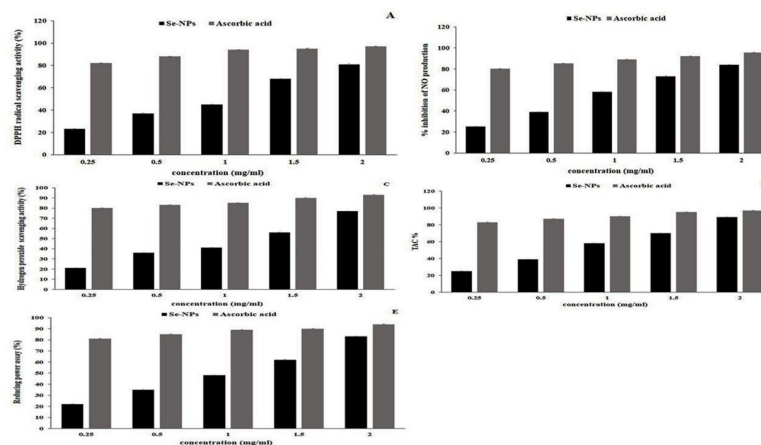 A
Se-NPs Ascorbic acid
DPPH radical scavenging activity (%)
120
100
80
60
40
20
0
0.25 0.5 1 1.5 2
concentration (mg/ml)
Se-NPs Ascorbic acid
% inhibition of NO production
120
100
80
60
40
20
0
0.25 0.5 1 1.5 2
concentration (mg/ml)
C
Se-NPs Ascorbic acid
Hydrogen peroxide scavenging activity (%)
100
90
80
70
60
50
40
30
20
10
0
0.25 0.5 1 1.5 2
concentration (mg/ml)
Se-NPs Ascorbic acid
TAC %
120
100
80
60
40
20
0
0.25 0.5 1 1.5 2
concentration (mg/ml)
E
Se-NPs Ascorbic acid
Reducing power assay (%)
100
90
80
70
60
50
40
30
20
10
0
0.25 0.5 1 1.5 2
concentration (mg/ml)